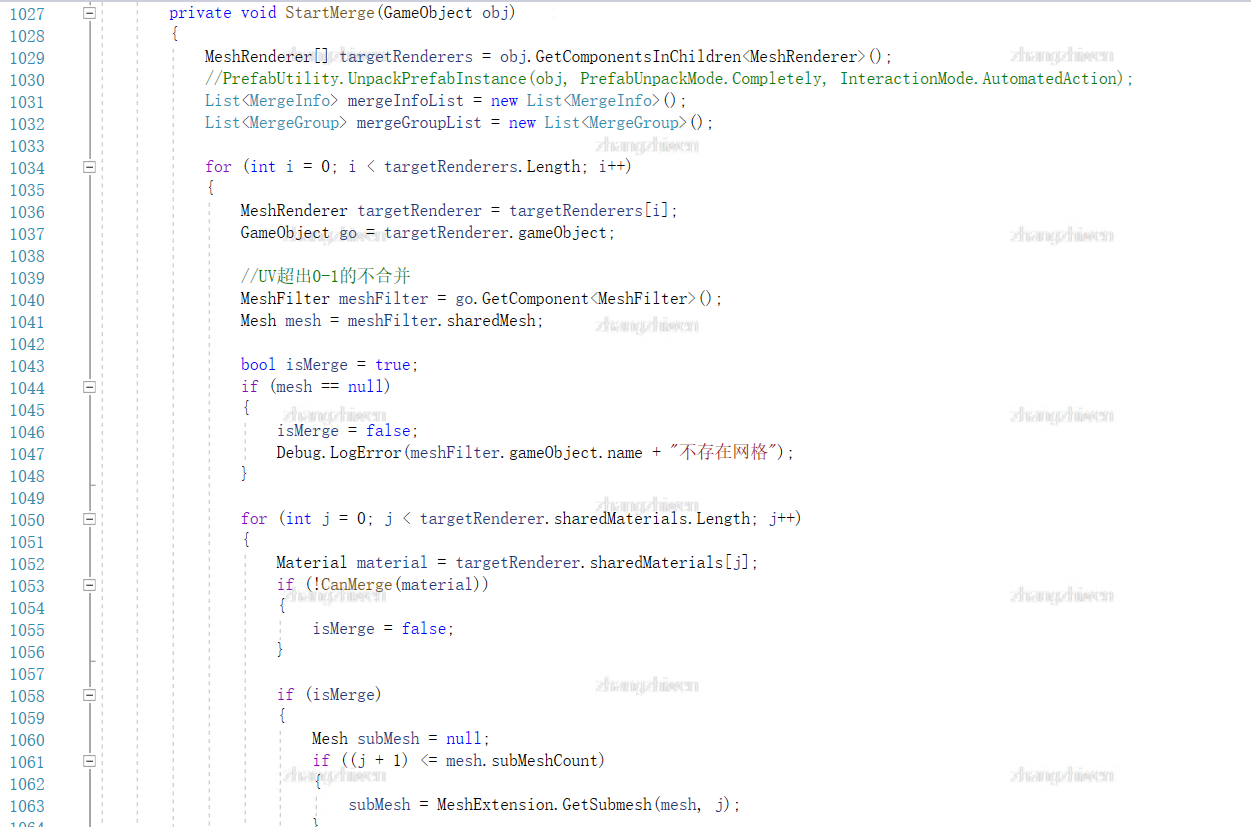 1027 private void StartMerge(GameObject obj)
1028 {
1029 MeshRenderer[] targetRenderers = obj.GetComponentsInChildren<MeshRenderer>();
1030 //PrefabUtility.UnpackPrefabInstance(obj, PrefabUnpackMode.Completely, InteractionMode.AutomatedAction);
1031 List<MergeInfo> mergeInfoList = new List<MergeInfo>();
1032 List<MergeGroup> mergeGroupList = new List<MergeGroup>();
1033
1034 for (int i = 0; i < targetRenderers.Length; i++)
1035 {
1036 MeshRenderer targetRenderer = targetRenderers[i];
1037 GameObject go = targetRenderer.gameObject;
1038
1039 //UV超出0-1的不合并
1040 MeshFilter meshFilter = go.GetComponent<MeshFilter>();
1041 Mesh mesh = meshFilter.sharedMesh;
1042
1043 bool isMerge = true;
1044 if (mesh == null)
1045 {
1046 isMerge = false;
1047 Debug.LogError(meshFilter.gameObject.name + "不存在网格");
1048 }
1049
1050 for (int j = 0; j < targetRenderer.sharedMaterials.Length; j++)
1051 {
1052 Material material = targetRenderer.sharedMaterials[j];
1053 if (!CanMerge(material))
1054 {
1055 isMerge = false;
1056 }
1057
1058 if (isMerge)
1059 {
1060 Mesh subMesh = null;
1061 if ((j + 1) <= mesh.subMeshCount)
1062 {
1063 subMesh = MeshExtension.GetSubmesh(mesh, j);